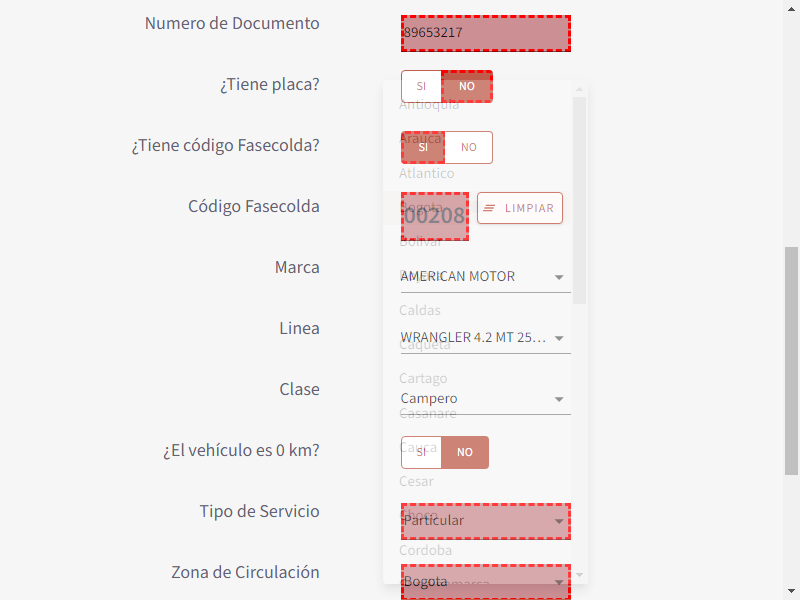 Numero de Documento
89653217
¿Tiene placa?
SI NO
Antioquia
¿Tiene código Fasecolda?
Arauca
SI NO
Atlantico
Código Fasecolda
Bogota
00208
LIMPIAR
Bolivar
Marca
AMERICAN MOTOR
Caldas
Linea
WRANGLER 4.2 MT 25...
Caqueta
Cartago
Clase
Campero
Casanare
¿El vehículo es 0 km?
Cauca
SI NO
Cesar
Tipo de Servicio
Choco
Particular
Cordoba
Zona de Circulación
Bogota